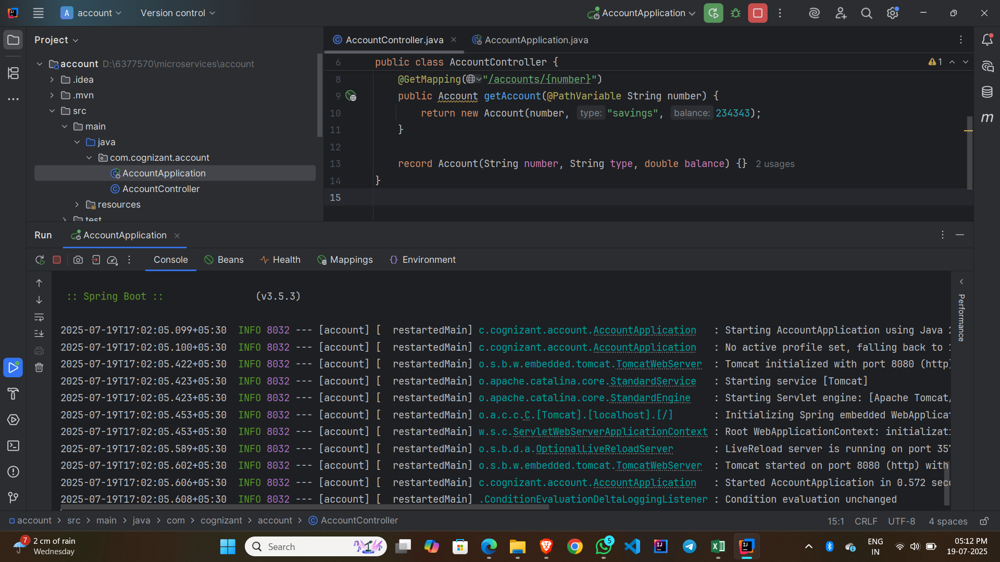 A account Version control AccountApplication
Project
AccountController.java AccountApplication.java
account D:\6377570\microservices\account
.idea
.mvn
src
main
java
com.cognizant.account
AccountApplication
AccountController
resources
test
6 public class AccountController { 1
8 @GetMapping("/accounts/{number}")
9 public Account getAccount(@PathVariable String number) {
10 return new Account(number, type: "savings", balance: 234343);
11 }
12
13 record Account(String number, String type, double balance) {} 2 usages
14 }
15
m
Run AccountApplication
Console Beans Health Mappings Environment
Performance
:: Spring Boot :: (v3.5.3)
2025-07-19T17:02:05.099+05:30 INFO 8032 --- [account] [ restartedMain] c.cognizant.account.AccountApplication : Starting AccountApplication using Java
2025-07-19T17:02:05.100+05:30 INFO 8032 --- [account] [ restartedMain] c.cognizant.account.AccountApplication : No active profile set, falling back to
2025-07-19T17:02:05.422+05:30 INFO 8032 --- [account] [ restartedMain] o.s.b.w.embedded.tomcat.TomcatWebServer : Tomcat initialized with port 8080 (http)
2025-07-19T17:02:05.423+05:30 INFO 8032 --- [account] [ restartedMain] o.apache.catalina.core.StandardService : Starting service [Tomcat]
2025-07-19T17:02:05.423+05:30 INFO 8032 --- [account] [ restartedMain] o.apache.catalina.core.StandardEngine : Starting Servlet engine: [Apache Tomcat/
2025-07-19T17:02:05.453+05:30 INFO 8032 --- [account] [ restartedMain] o.a.c.c.C.[Tomcat].[localhost].[/] : Initializing Spring embedded WebApplicat
2025-07-19T17:02:05.453+05:30 INFO 8032 --- [account] [ restartedMain] w.s.c.ServletWebServerApplicationContext : Root WebApplicationContext: initializati
2025-07-19T17:02:05.589+05:30 INFO 8032 --- [account] [ restartedMain] o.s.b.d.a.OptionalLiveReloadServer : LiveReload server is running on port 357
2025-07-19T17:02:05.602+05:30 INFO 8032 --- [account] [ restartedMain] o.s.b.w.embedded.tomcat.TomcatWebServer : Tomcat started on port 8080 (http) with
2025-07-19T17:02:05.606+05:30 INFO 8032 --- [account] [ restartedMain] c.cognizant.account.AccountApplication : Started AccountApplication in 0.572 seco
2025-07-19T17:02:05.608+05:30 INFO 8032 --- [account] [ restartedMain] .ConditionEvaluationDeltaLoggingListener : Condition evaluation unchanged
account > src > main > java > com > cognizant > account > AccountController 15:1 CRLF UTF-8 4 spaces
7 2 cm of rain
Wednesday
Search
5
ENG
IN
05:12 PM
19-07-2025